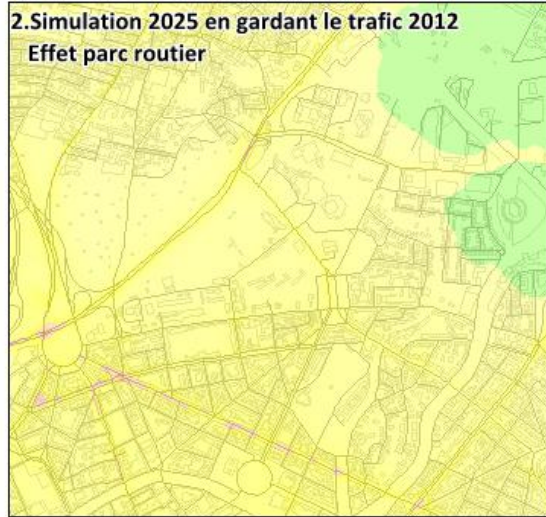 2.Simulation 2025 en gardant le trafic 2012
Effet parc routier